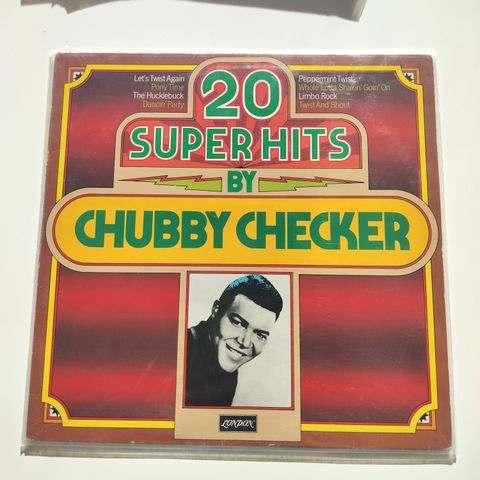 Let's Twist Again
Pony Time
The Hucklebuck
Dancin' Party
Peppermint Twist
Whole Lotta Shakin' Goin' On
Limbo Rock
Twist And Shout
20
SUPER HITS
BY
CHUBBY CHECKER
LONDON